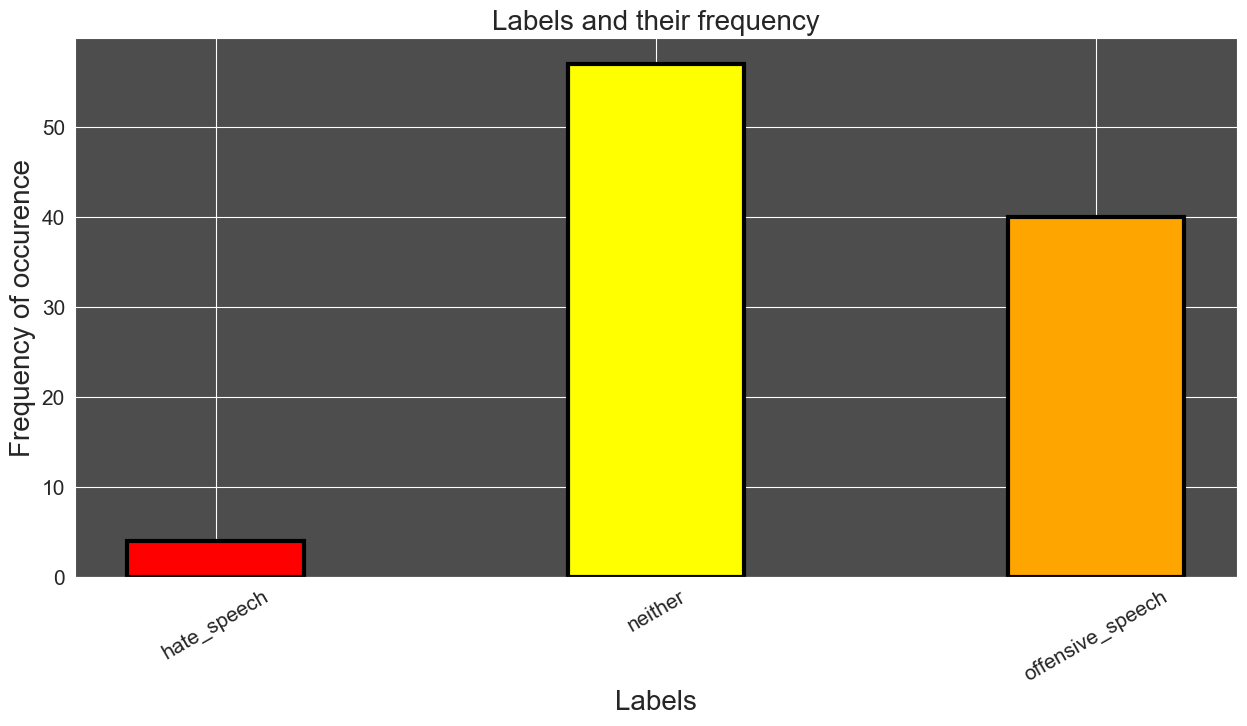 Labels and their frequency
Frequency of occurence
50
40
30
20
10
0
hate_speech
neither
offensive_speech
Labels